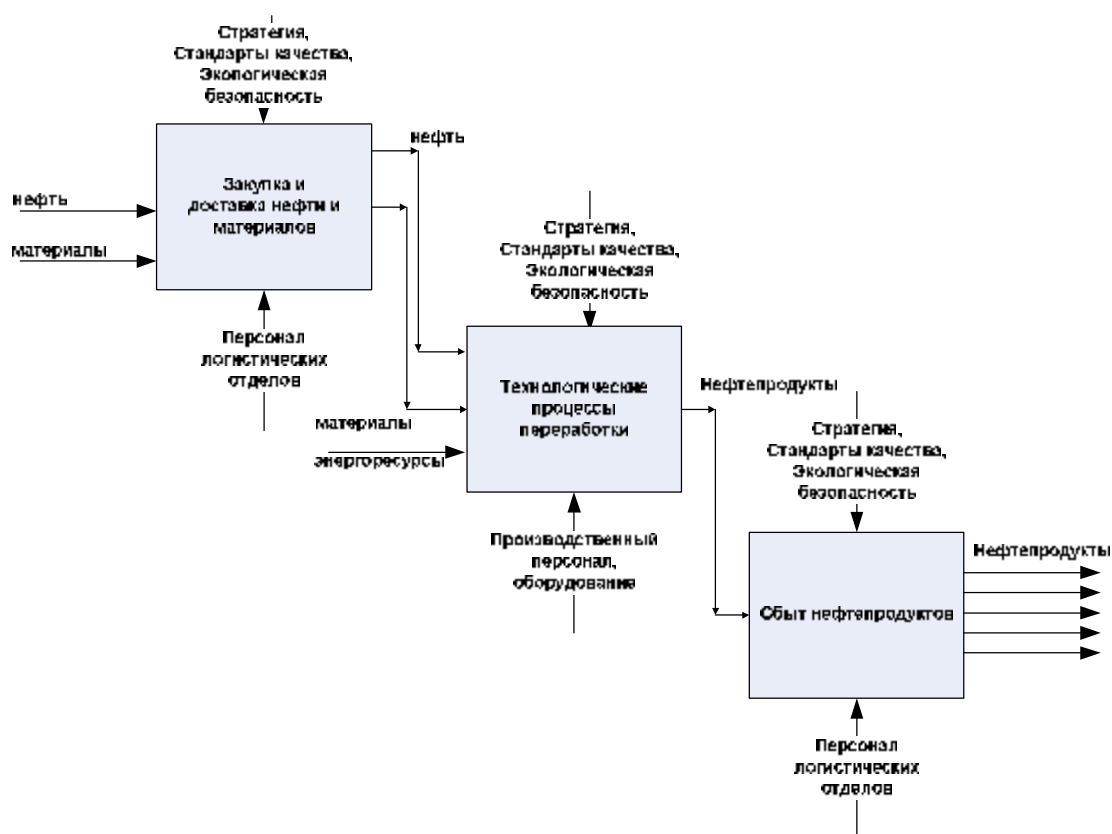 Стратегия,
Стандарты качества,
Экологическая
безопасность
нефть
Закупка и
доставка нефти и
материалов
нефть
материалы
Персонал
логистических
отделов
Стратегия,
Стандарты качества,
Экологическая
безопасность
Технологические
процессы
переработки
материалы
энергоресурсы
Производственный
персонал,
оборудование
Нефтепродукты
Стратегия,
Стандарты качества,
Экологическая
безопасность
Сбыт нефтепродуктов
Нефтепродукты
Персонал
логистических
отделов